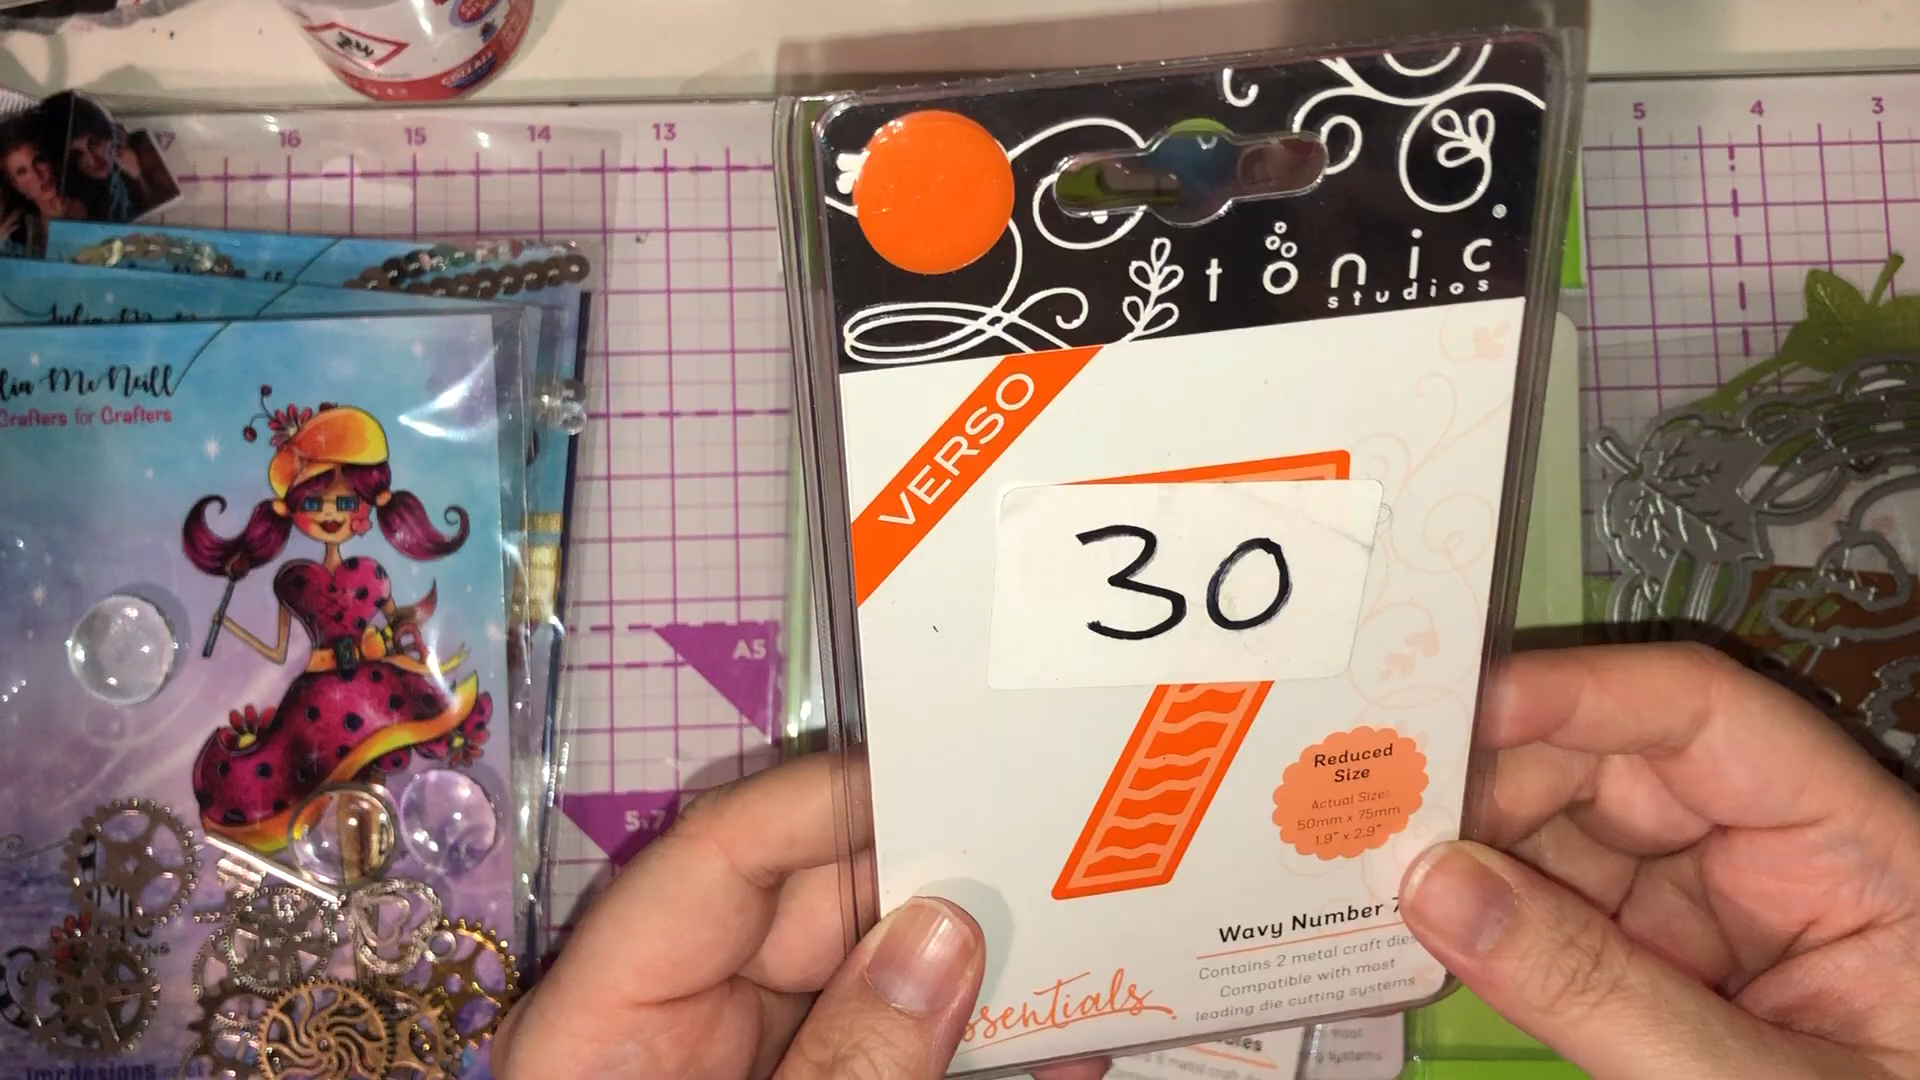 COLLALL
17 16 15 14 13
5 4 3
tonic
studios
VERSO
30
Reduced
Size
Actual Size:
50mm x 75mm
1.9" x 2.9"
Wavy Number 7
Contains 2 metal craft dies
Compatible with most
leading die cutting systems
McNeill
Crafters for Crafters
A5
5x7